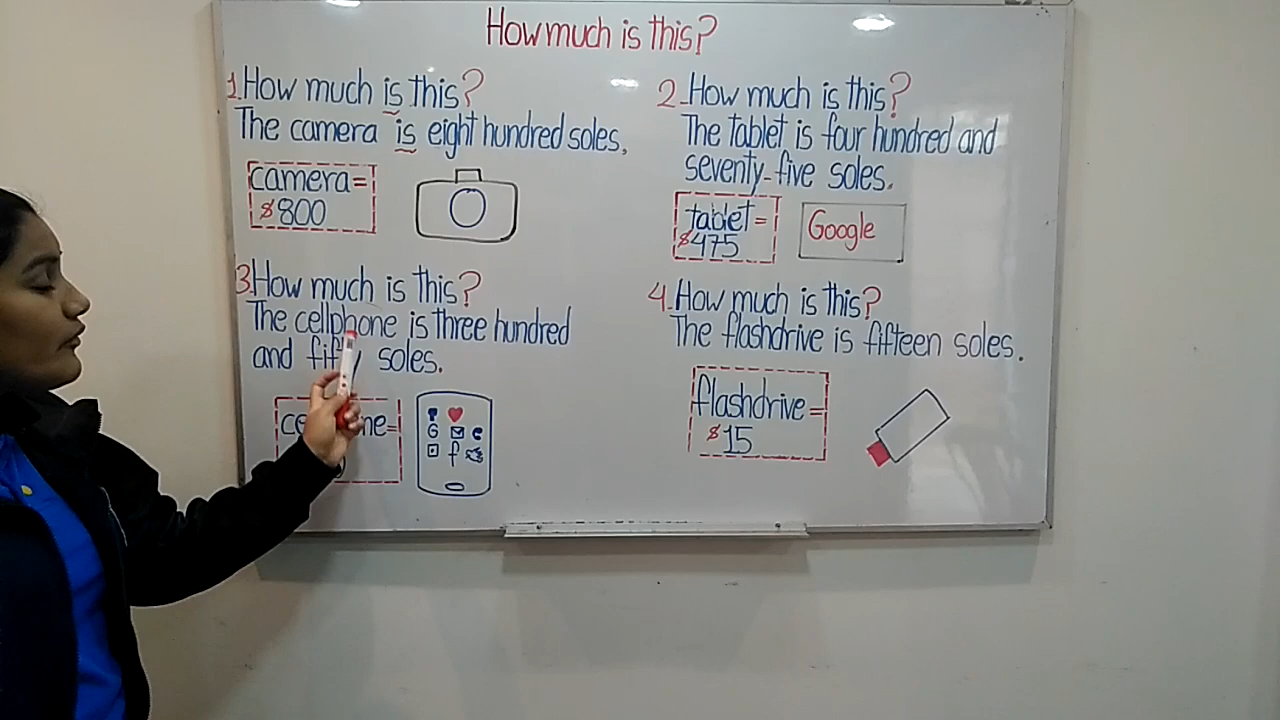 How much is this?
1. How much is this?
The camera is eight hundred soles.
camera=
$800
2. How much is this?
The tablet is four hundred and
seventy-five soles.
tablet=
$475
Google
3. How much is this?
The cellphone is three hundred
and fifty soles.
4. How much is this?
The flashdrive is fifteen soles.
flashdrive=
$15